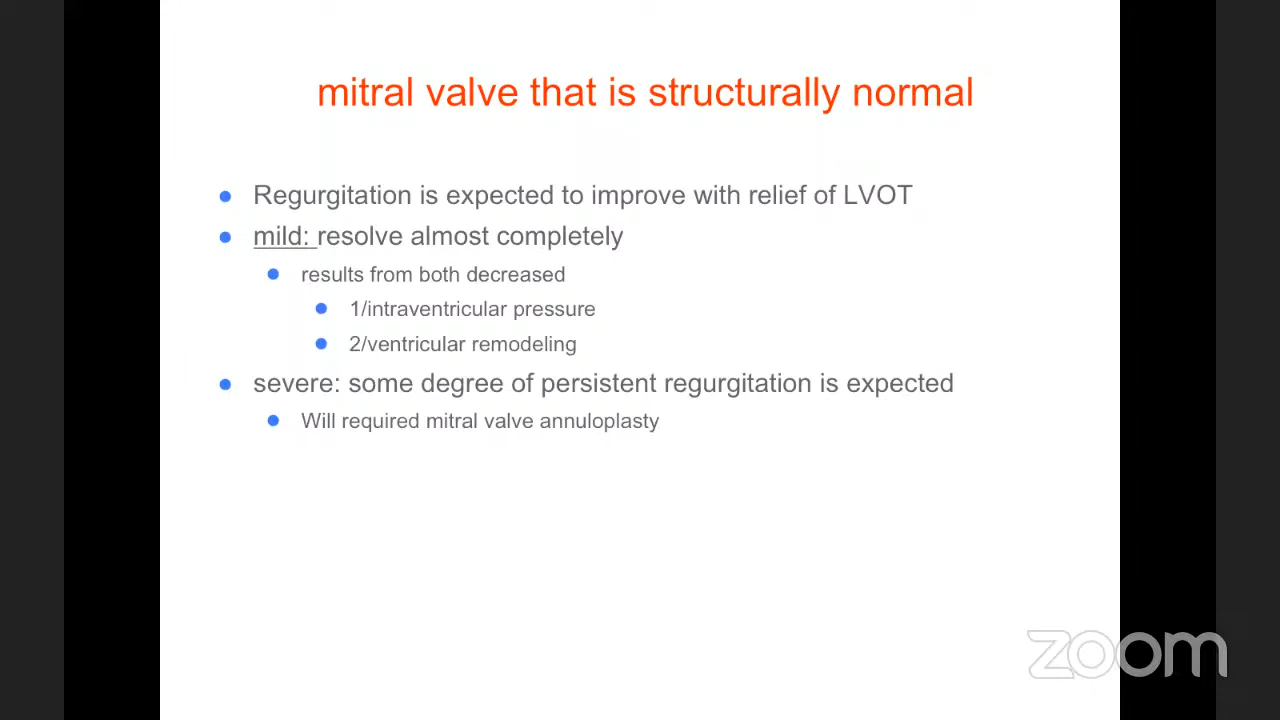 mitral valve that is structurally normal
Regurgitation is expected to improve with relief of LVOT
mild: resolve almost completely
results from both decreased
1/intraventricular pressure
2/ventricular remodeling
severe: some degree of persistent regurgitation is expected
Will required mitral valve annuloplasty
zoom